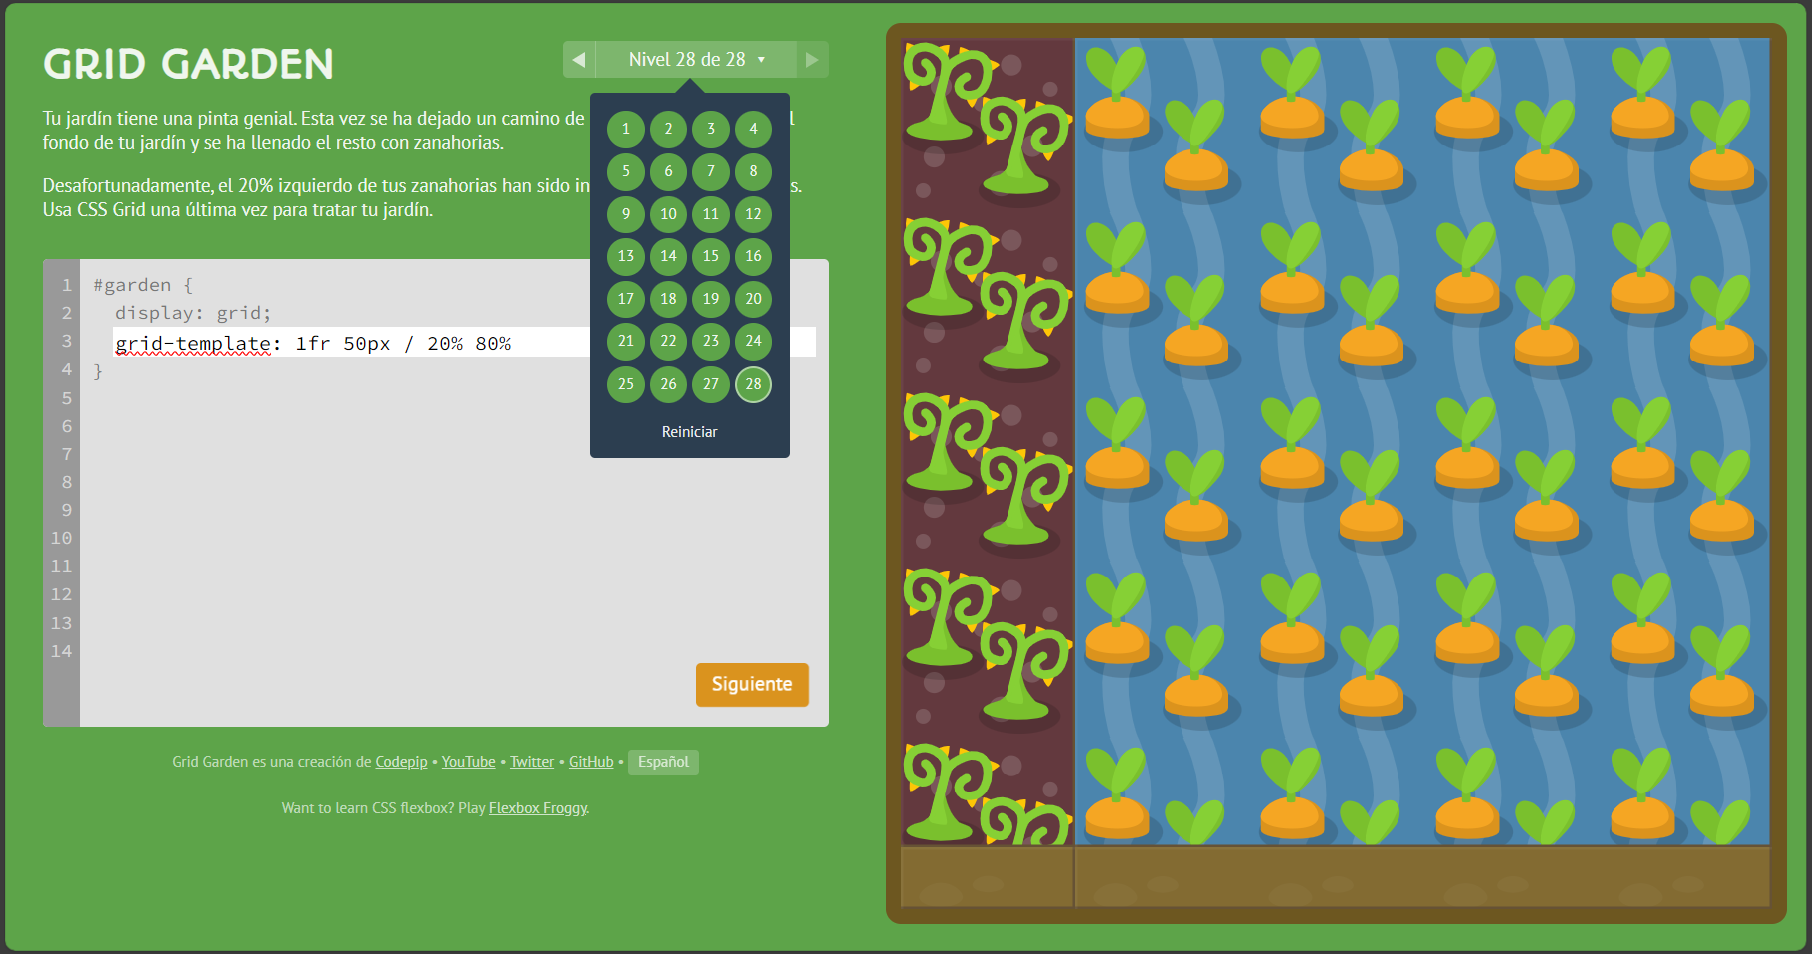 GRID GARDEN
◀ Nivel 28 de 28 ▾ ▶
Tu jardín tiene una pinta genial. Esta vez se ha dejado un camino de
fondo de tu jardín y se ha llenado el resto con zanahorias.
Desafortunadamente, el 20% izquierdo de tus zanahorias han sido
Usa CSS Grid una última vez para tratar tu jardín.
1 2 3 4
5 6 7 8
9 10 11 12
13 14 15 16
17 18 19 20
21 22 23 24
25 26 27 28
Reiniciar
1 #garden {
2 display: grid;
3 grid-template: 1fr 50px / 20% 80%
4 }
5
6
7
8
9
10
11
12
13
14
Siguiente
Grid Garden es una creación de Codepip • YouTube • Twitter • GitHub • Español
Want to learn CSS flexbox? Play Flexbox Froggy.